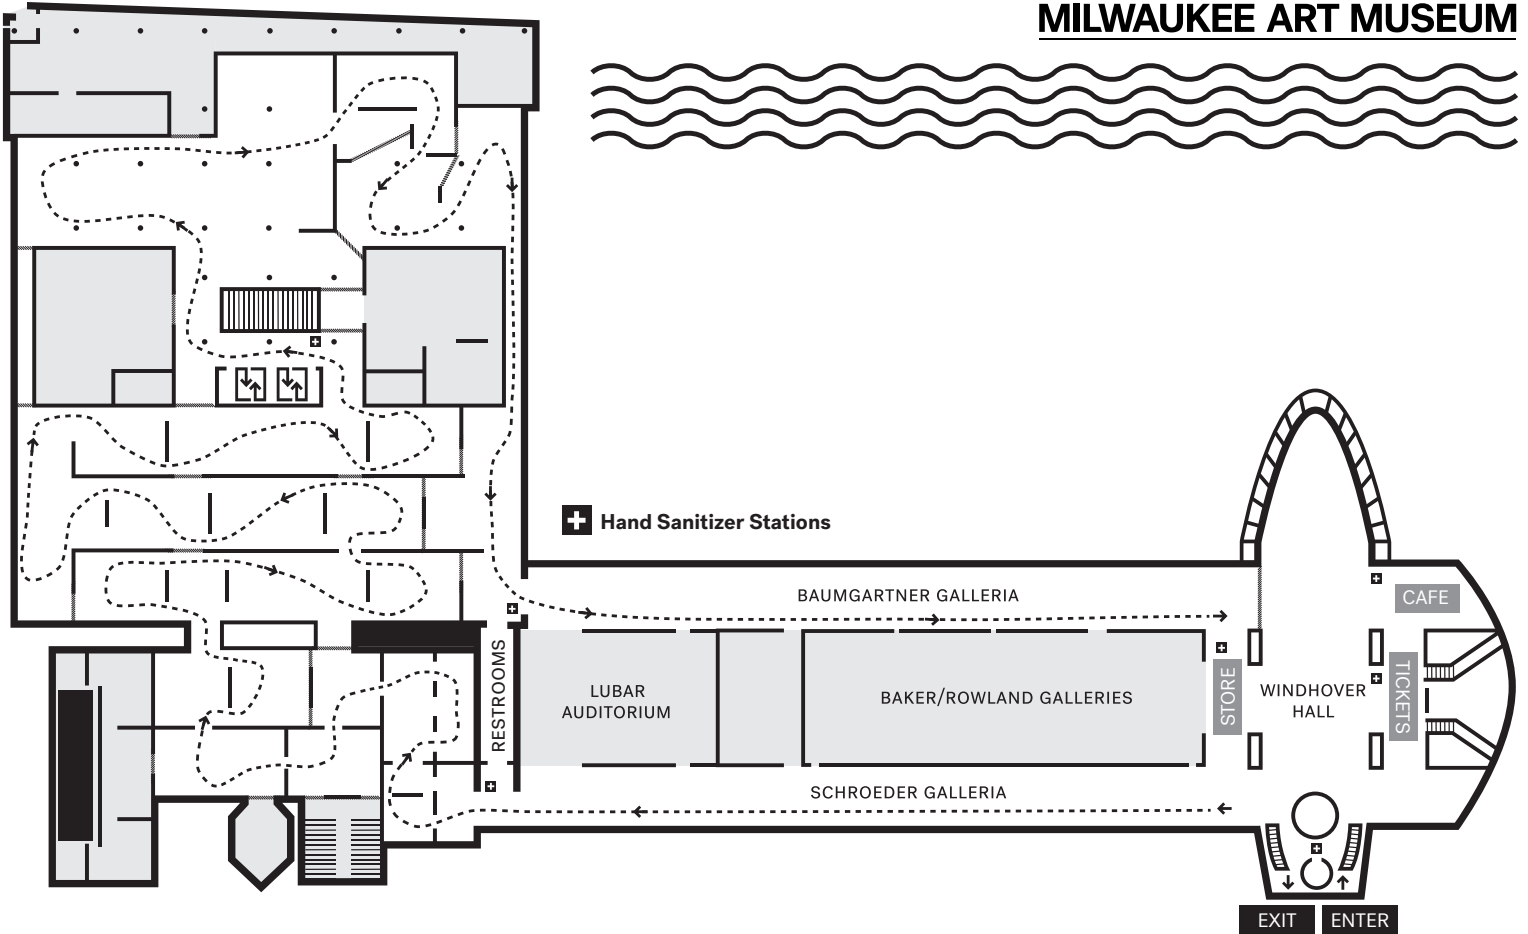 MILWAUKEE ART MUSEUM
Hand Sanitizer Stations
BAUMGARTNER GALLERIA
CAFE
RESTROOMS
LUBAR
AUDITORIUM
BAKER/ROWLAND GALLERIES
STORE
WINDHOVER
HALL
TICKETS
SCHROEDER GALLERIA
EXIT
ENTER